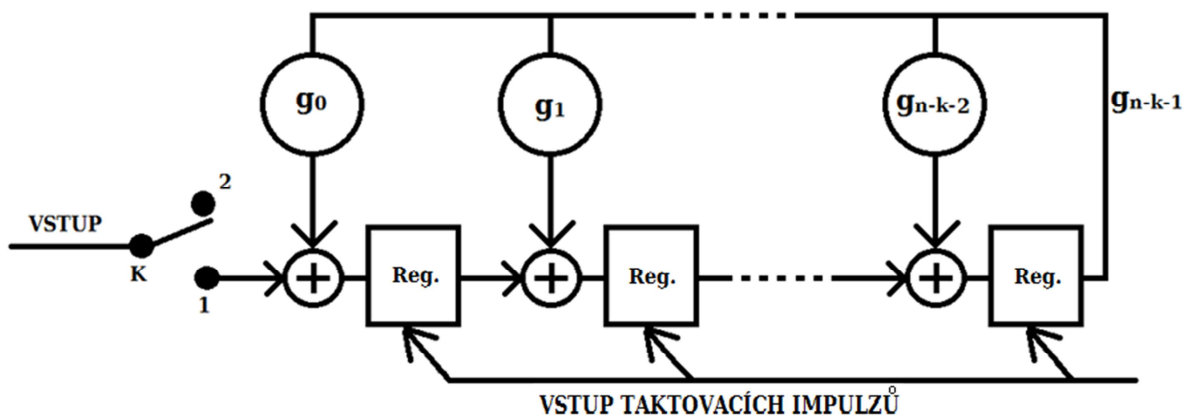 g0
g1
gn-k-2
gn-k-1
2
VSTUP
K
1
+
Reg.
+
Reg.
+
Reg.
VSTUP TAKTOVACÍCH IMPULZŮ